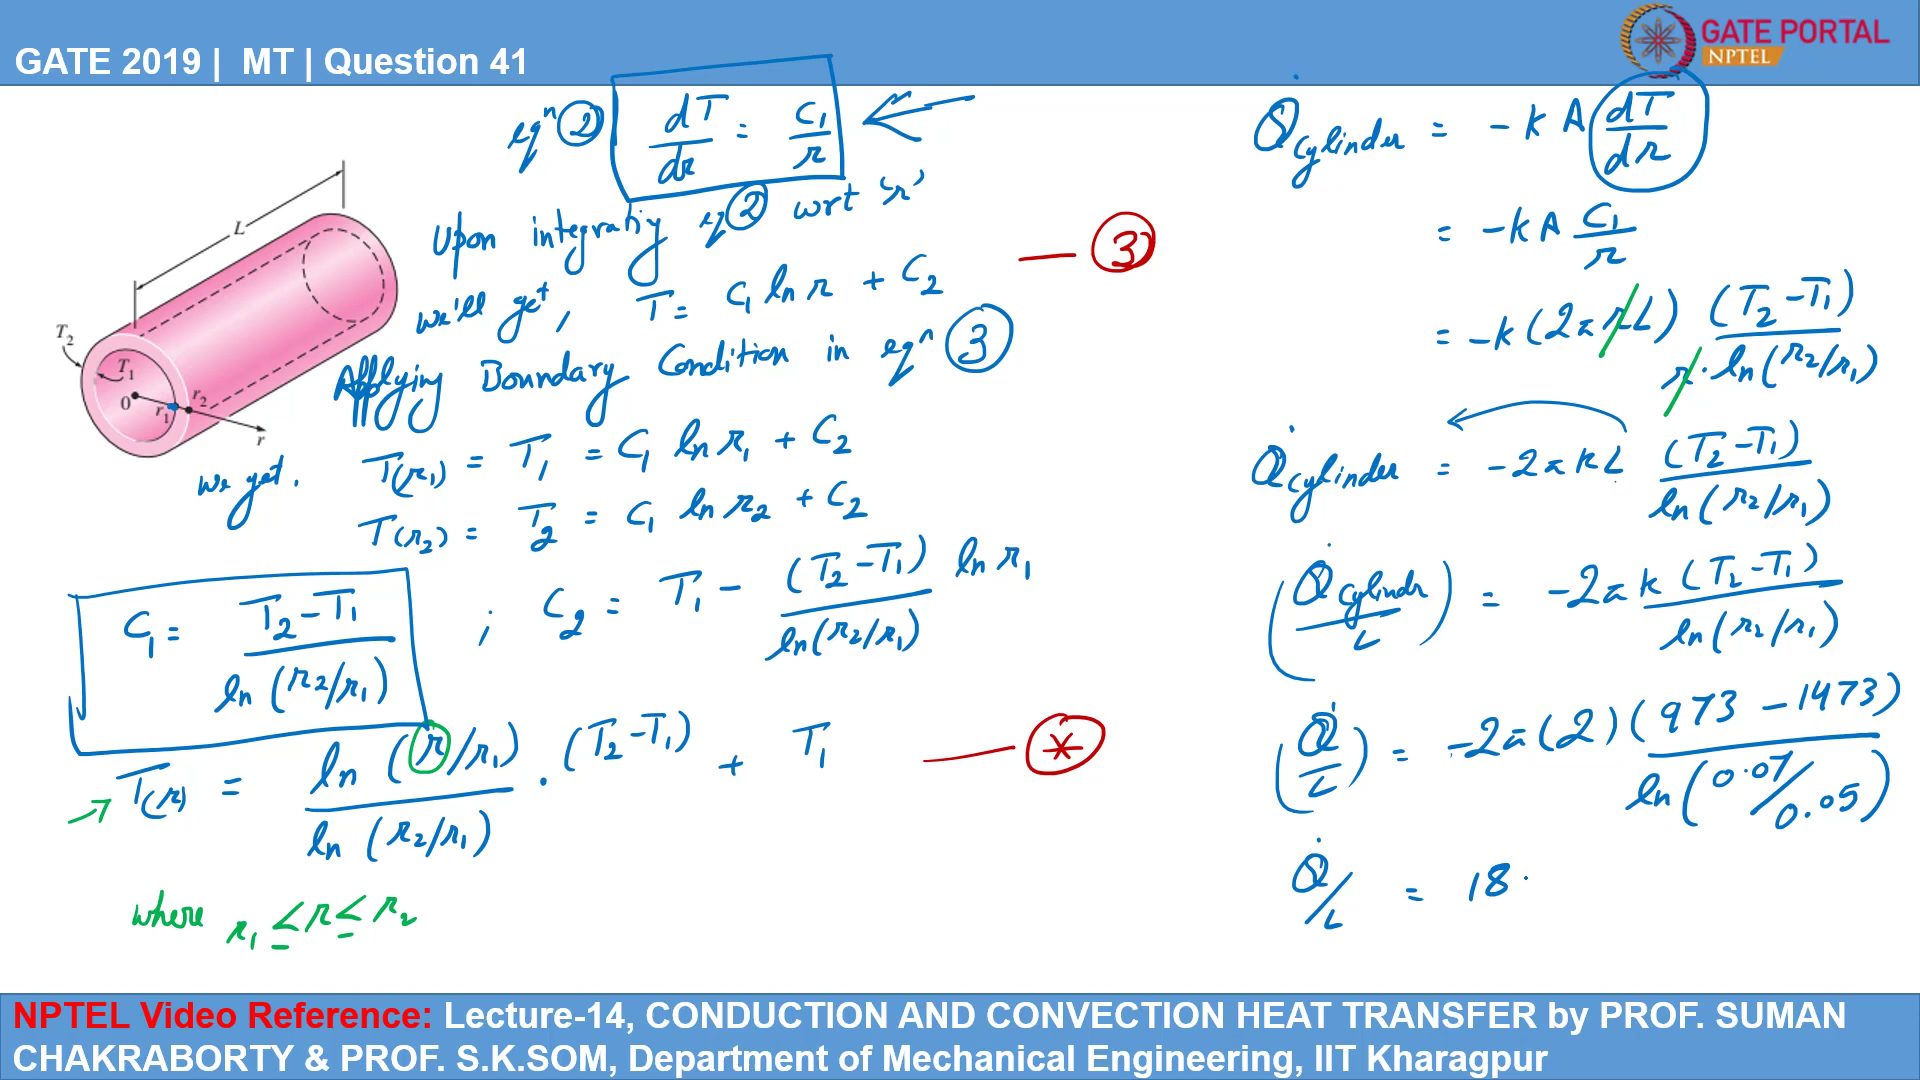 GATE 2019 | MT | Question 41
GATE PORTAL
NPTEL
eqⁿ ② dT/dr = C₁/r
Upon integratiy eq ② wrt 'r'
we'll get, T = C₁ ln r + C₂ — ③
Applying Boundary Condition in eqⁿ ③
we get. T(r₁) = T₁ = C₁ ln r₁ + C₂
T(r₂) = T₂ = C₁ ln r₂ + C₂
C₁ = (T₂-T₁)/ln(r₂/r₁) ; C₂ = T₁ - (T₂-T₁)/ln(r₂/r₁) ln r₁
T(r) = ln(r/r₁)/ln(r₂/r₁) . (T₂-T₁) + T₁ — *
where r₁ ≤ r ≤ r₂
L
T₂
T₁
0
r₁
r₂
r
Q̇cylinder = -kA dT/dr
= -kA C₁/r
= -k(2πrL) (T₂-T₁)/(r.ln(r₂/r₁))
Q̇cylinder = -2πkL (T₂-T₁)/ln(r₂/r₁)
(Q̇cylindr/L) = -2πk (T₂-T₁)/ln(r₂/r₁)
(Q̇/L) = -2π(2)(973-1473)/ln(0.07/0.05)
Q̇/L = 18.
NPTEL Video Reference: Lecture-14, CONDUCTION AND CONVECTION HEAT TRANSFER by PROF. SUMAN
CHAKRABORTY & PROF. S.K.SOM, Department of Mechanical Engineering, IIT Kharagpur